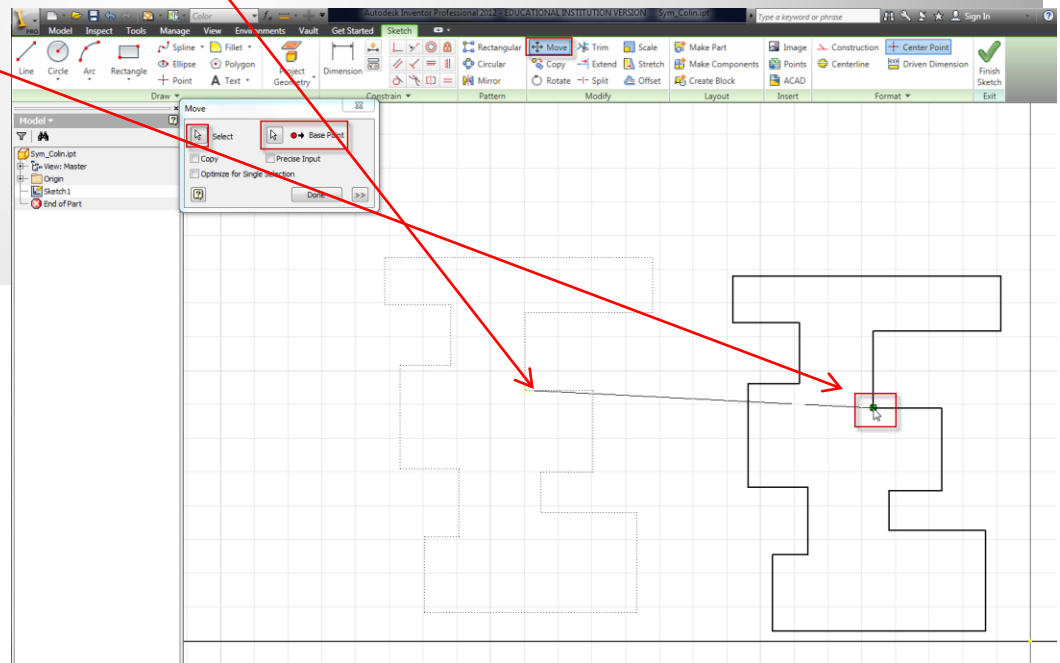 Color
Autodesk Inventor Professional 2022 - EDUCATIONAL INSTITUTION VERSION Sym_Colin.ipt
Type a keyword or phrase
Sign In
PRO Model Inspect Tools Manage View Environments Vault Get Started Sketch
Line Circle Arc Rectangle
Spline Fillet
Ellipse Polygon
Point A Text
Project Geometry
Dimension
Rectangular
Circular
Mirror
Move Trim Scale
Copy Extend Stretch
Rotate Split Offset
Make Part
Make Components
Create Block
Image
Points
ACAD
Construction Center Point
Centerline Driven Dimension
Finish Sketch
Draw Constrain Pattern Modify Layout Insert Format Exit
Model
Sym_Colin.ipt
View: Master
Origin
Sketch1
End of Part
Move
Select Base Point
Copy Precise Input
Optimize for Single Selection
Done >>